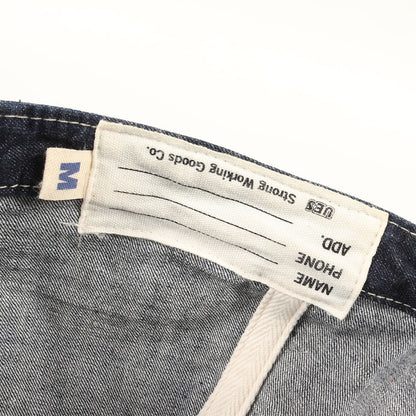 NAME
PHONE
ADD.
UES Strong Working Goods Co.
M